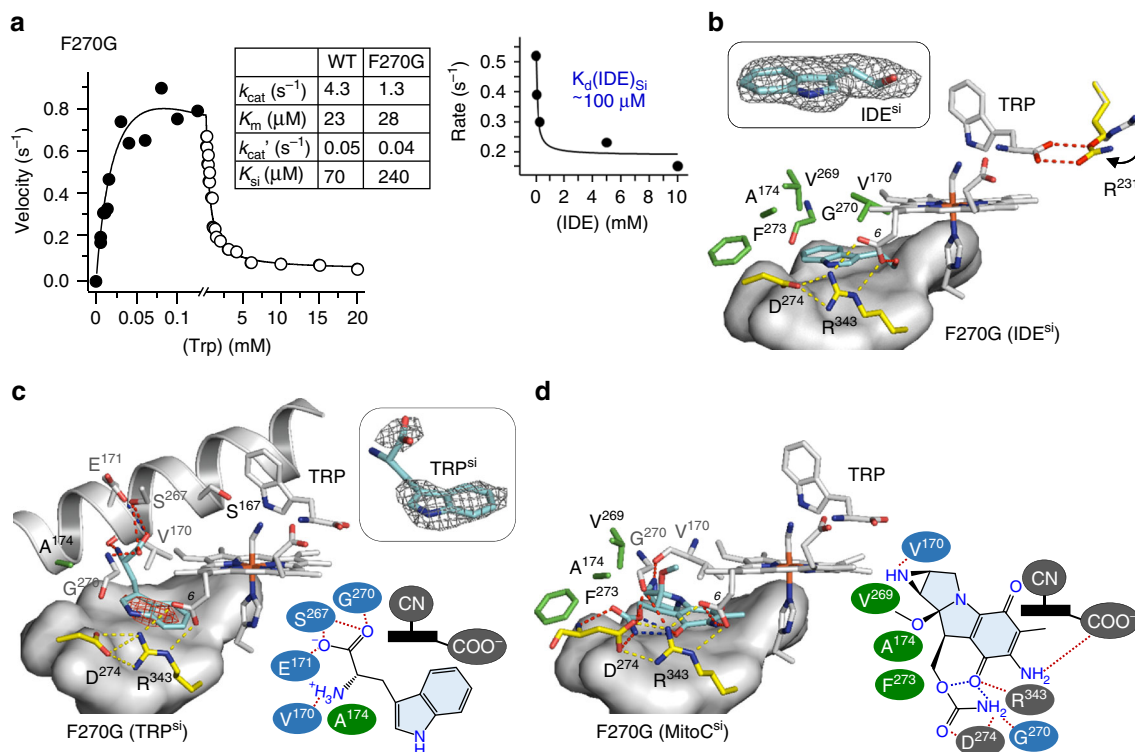 a
F270G
Velocity (s⁻¹)
0.8
0.6
0.4
0.8
0.0
0 0.05 0.1 5 10 15 20
(Trp) (mM)
WT F270G
kcat (s⁻¹) 4.3 1.3
Km (μM) 23 28
kcat' (s⁻¹) 0.05 0.04
Ksi (μM) 70 240
Rate (s⁻¹)
0.5
0.4
0.3
0.2
0 2 4 6 8 10
(IDE) (mM)
Kd(IDE)Si
~100 μM
b
IDEsi
TRP
R231
V269
V170
A174
G270
F273
6
D274
R343
F270G (IDEsi)
c
E171
S267
S167
TRP
TRPsi
A174
V170
G270
6
D274
R343
F270G (TRPsi)
G270
S267
CN
O
O
−
COO⁻
E171
⁺H₃N
V170
A174
N
H
d
TRP
V269
G270
V170
A174
F273
6
D274
R343
F270G (MitoCsi)
V170
HN
O
CN
V269
N
O
COO⁻
A174
NH₂
F273
O
O
R343
NH₂
O
D274
G270